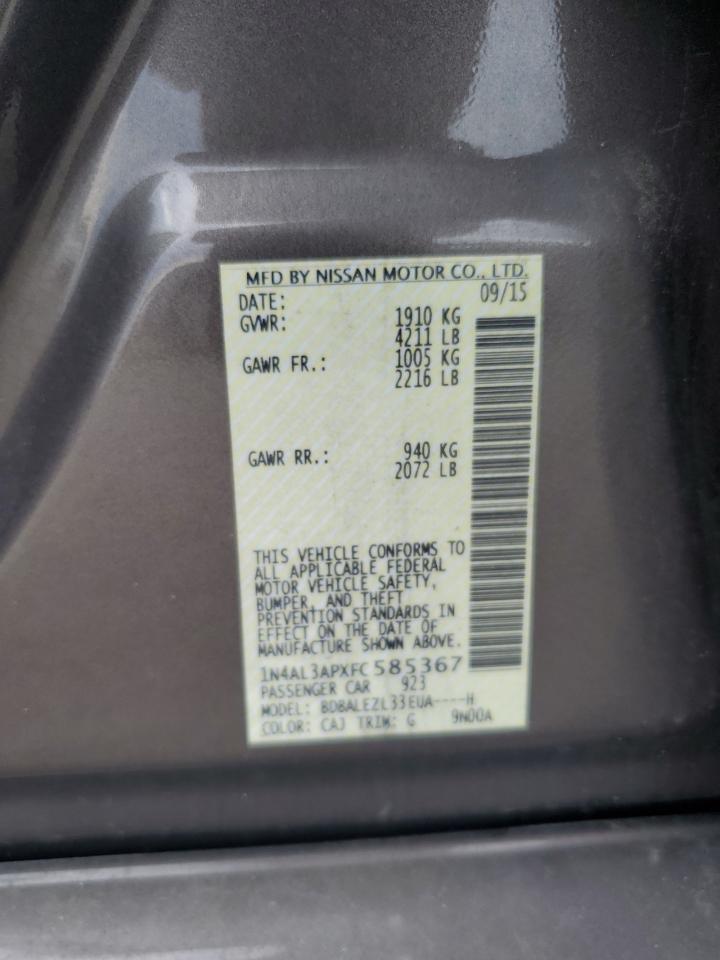 MFD BY NISSAN MOTOR CO., LTD.
DATE: 09/15
GVWR: 1910 KG
4211 LB
GAWR FR.: 1005 KG
2216 LB
GAWR RR.: 940 KG
2072 LB
THIS VEHICLE CONFORMS TO
ALL APPLICABLE FEDERAL
MOTOR VEHICLE SAFETY,
BUMPER, AND THEFT
PREVENTION STANDARDS IN
EFFECT ON THE DATE OF
MANUFACTURE SHOWN ABOVE.
1N4AL3APXFC585367
PASSENGER CAR 923
MODEL: BDBALEZL33EUA----H
COLOR: CAJ TRIM: G 9N00A